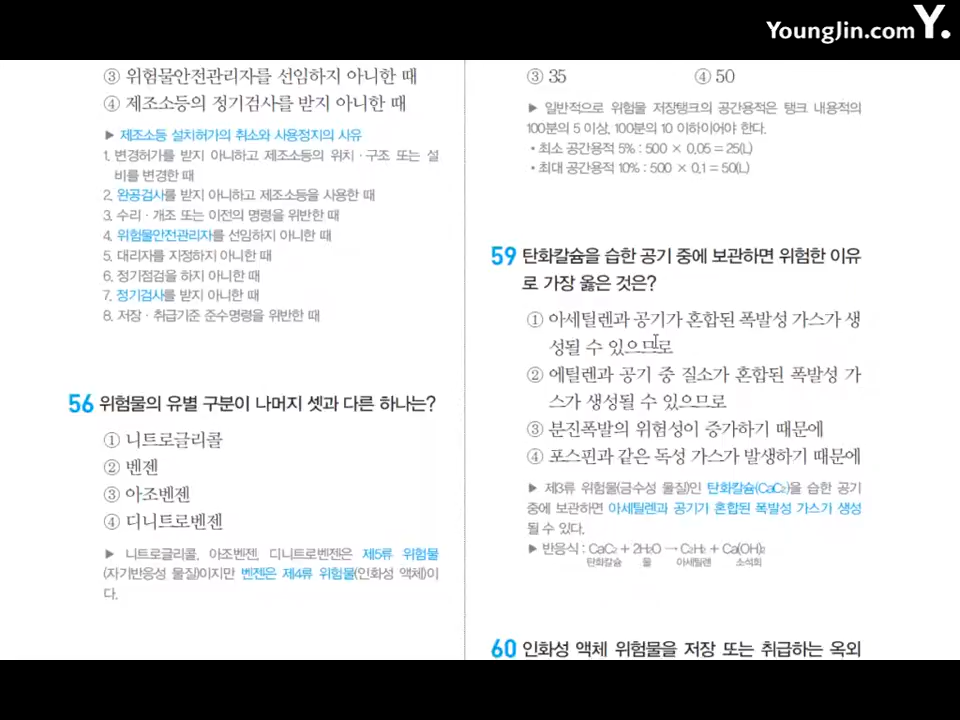 YoungJin.com Y.
③ 위험물안전관리자를 선임하지 아니한 때
④ 제조소등의 정기검사를 받지 아니한 때
▶ 제조소등 설치허가의 취소와 사용정지의 사유
1. 변경허가를 받지 아니하고 제조소등의 위치·구조 또는 설
비를 변경한 때
2. 완공검사를 받지 아니하고 제조소등을 사용한 때
3. 수리·개조 또는 이전의 명령을 위반한 때
4. 위험물안전관리자를 선임하지 아니한 때
5. 대리자를 지정하지 아니한 때
6. 정기점검을 하지 아니한 때
7. 정기검사를 받지 아니한 때
8. 저장·취급기준 준수명령을 위반한 때
56 위험물의 유별 구분이 나머지 셋과 다른 하나는?
① 니트로글리콜
② 벤젠
③ 아조벤젠
④ 디니트로벤젠
▶ 니트로글리콜, 아조벤젠, 디니트로벤젠은 제5류 위험물
(자기반응성 물질)이지만 벤젠은 제4류 위험물(인화성 액체)이
다.
③ 35 ④ 50
▶ 일반적으로 위험물 저장탱크의 공간용적은 탱크 내용적의
100분의 5 이상, 100분의 10 이하이어야 한다.
• 최소 공간용적 5% : 500 × 0.05 = 25(L)
• 최대 공간용적 10% : 500 × 0.1 = 50(L)
59 탄화칼슘을 습한 공기 중에 보관하면 위험한 이유
로 가장 옳은 것은?
① 아세틸렌과 공기가 혼합된 폭발성 가스가 생
성될 수 있으므로
② 에틸렌과 공기 중 질소가 혼합된 폭발성 가
스가 생성될 수 있으므로
③ 분진폭발의 위험성이 증가하기 때문에
④ 포스핀과 같은 독성 가스가 발생하기 때문에
▶ 제3류 위험물(금수성 물질)인 탄화칼슘(CaC₂)을 습한 공기
중에 보관하면 아세틸렌과 공기가 혼합된 폭발성 가스가 생성
될 수 있다.
▶ 반응식 : CaC₂ + 2H₂O → C₂H₂ + Ca(OH)₂
탄화칼슘 물 아세틸렌 소석회
60 인화성 액체 위험물을 저장 또는 취급하는 옥외